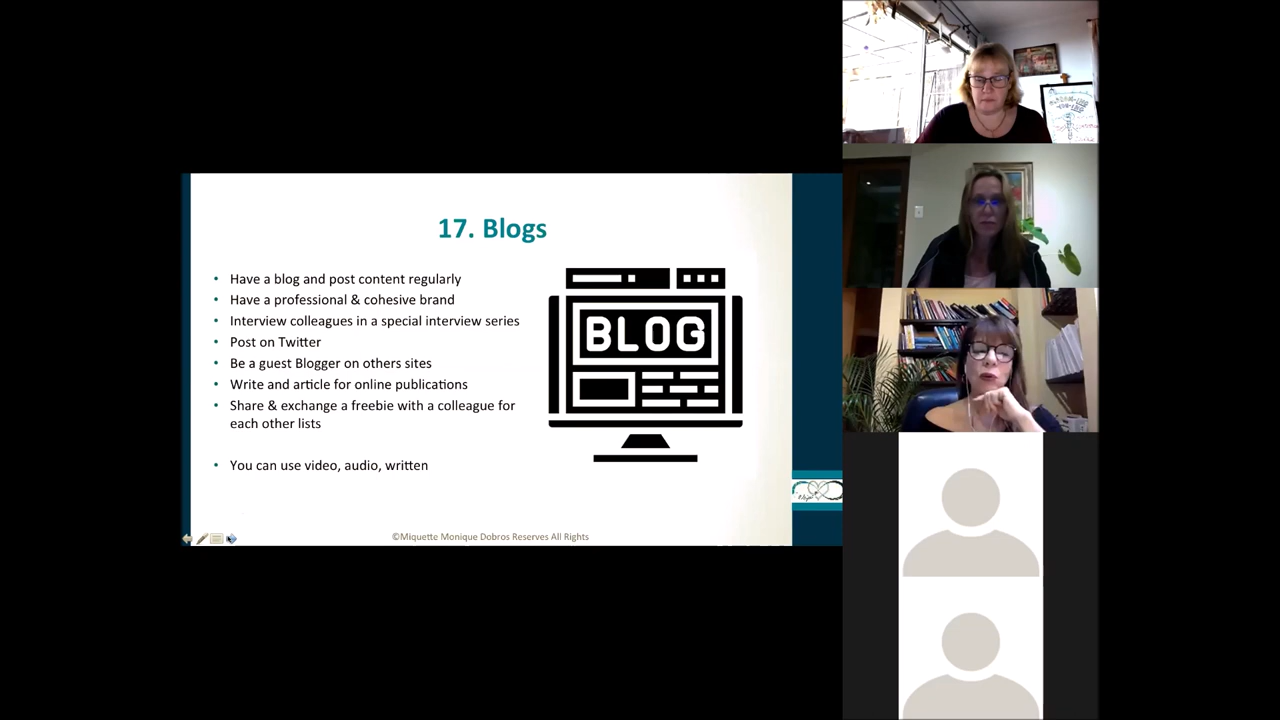 17. Blogs
Have a blog and post content regularly
Have a professional & cohesive brand
Interview colleagues in a special interview series
Post on Twitter
Be a guest Blogger on others sites
Write and article for online publications
Share & exchange a freebie with a colleague for
each other lists
You can use video, audio, written
BLOG
©Miquette Monique Dobros Reserves All Rights